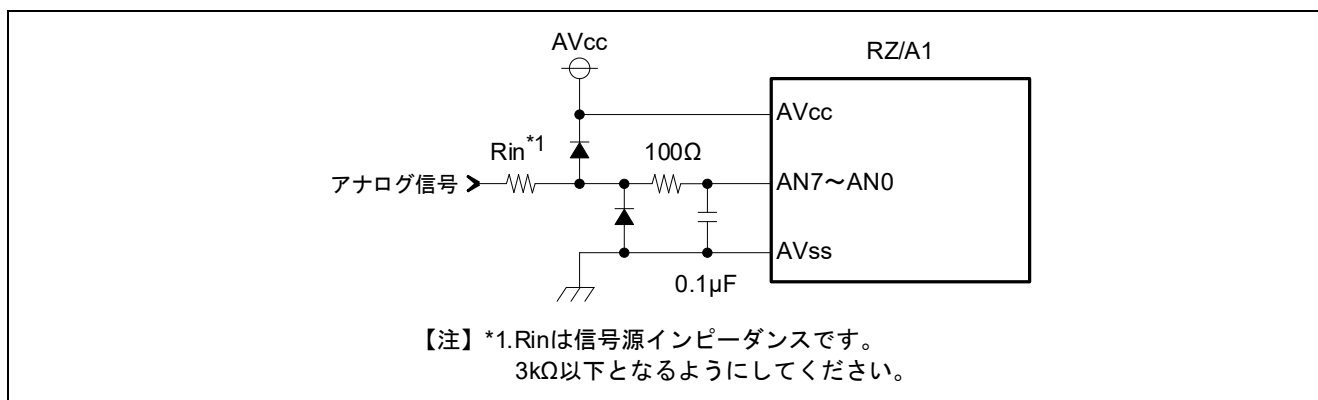 AVcc
RZ/A1
AVcc
Rin*1
100Ω
アナログ信号
AN7～AN0
AVss
0.1µF
【注】*1.Rinは信号源インピーダンスです。
3kΩ以下となるようにしてください。